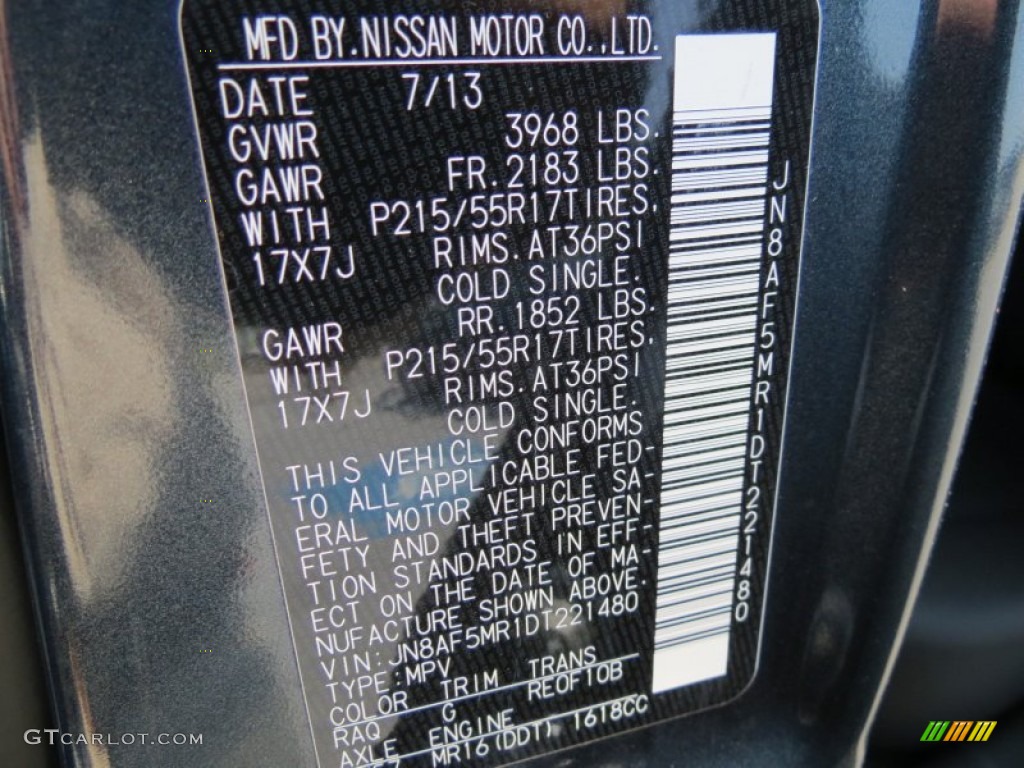 MFD BY.NISSAN MOTOR CO.,LTD.
DATE 7/13
GVWR 3968 LBS.
GAWR FR.2183 LBS.
WITH P215/55R17TIRES,
17X7J RIMS.AT36PSI
COLD SINGLE.
GAWR RR.1852 LBS.
WITH P215/55R17TIRES,
17X7J RIMS.AT36PSI
COLD SINGLE.
THIS VEHICLE CONFORMS
TO ALL APPLICABLE FED-
ERAL MOTOR VEHICLE SA-
FETY AND THEFT PREVEN-
TION STANDARDS IN EFF-
ECT ON THE DATE OF MA-
NUFACTURE SHOWN ABOVE.
VIN:JN8AF5MR1DT221480
TYPE:MPV
COLOR TRIM TRANS
RAQ G RE0F10B
AXLE ENGINE
MR16(DDT) 1618CC
JN8AF5MR1DT221480
GTCARLOT.COM